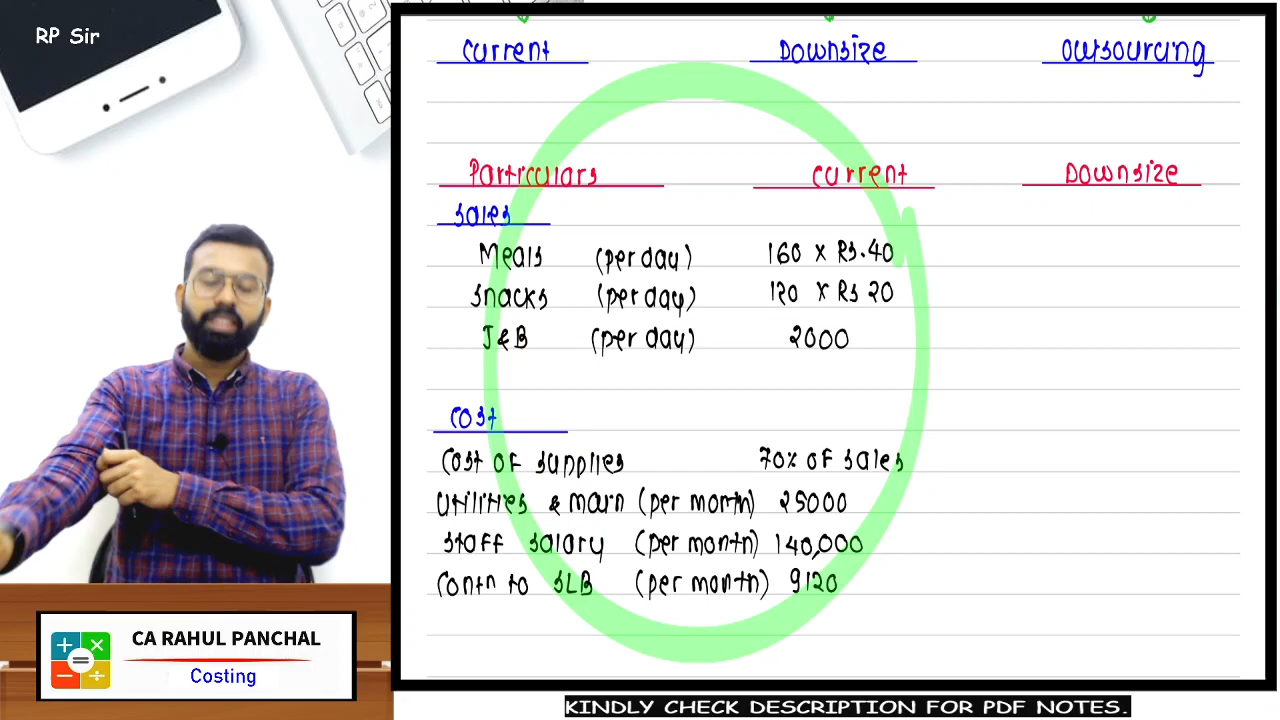 RP Sir
Current Downsize Outsourcing
Particulars Current Downsize
Sales
Meals (per day) 160 x Rs.40
Snacks (per day) 120 x Rs 20
J&B (per day) 2000
Cost
Cost of supplies 70% of sales
Utilities & main (per month) 25000
Staff salary (per month) 140,000
Contn to SLB (per month) 9120
CA RAHUL PANCHAL
Costing
KINDLY CHECK DESCRIPTION FOR PDF NOTES.